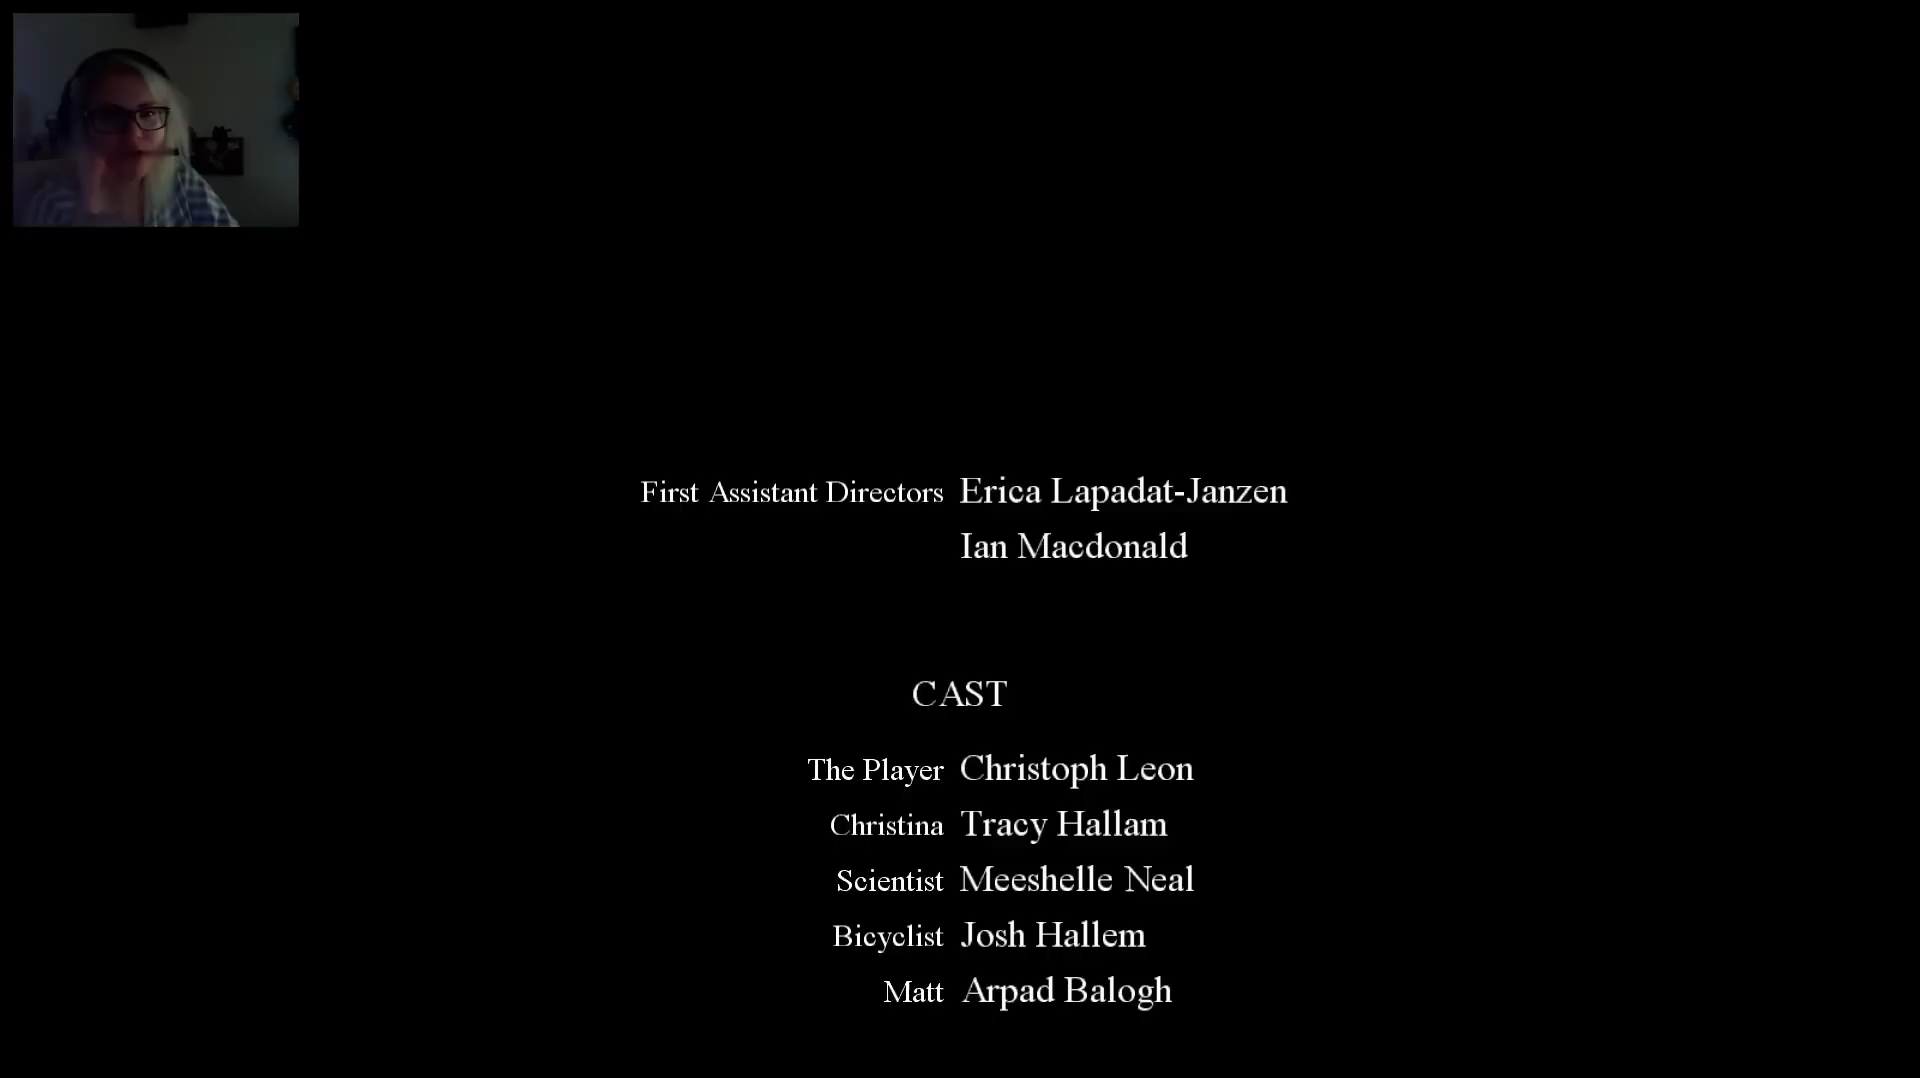 First Assistant Directors Erica Lapadat-Janzen
Ian Macdonald
CAST
The Player Christoph Leon
Christina Tracy Hallam
Scientist Meeshelle Neal
Bicyclist Josh Hallem
Matt Arpad Balogh